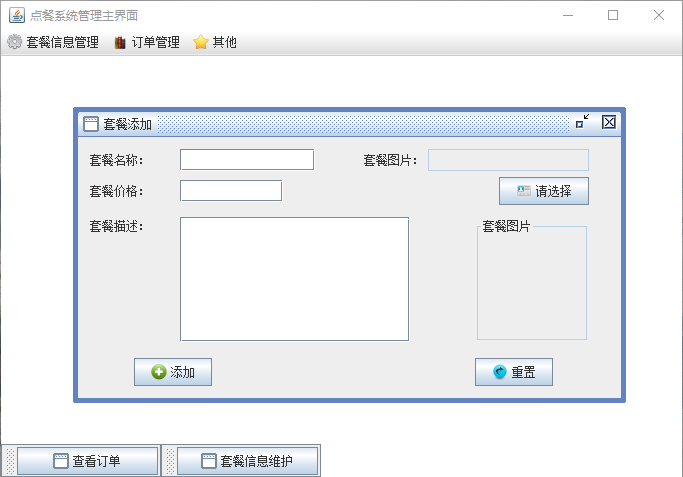 点餐系统管理主界面
套餐信息管理 订单管理 其他
套餐添加
套餐名称： 套餐图片：
套餐价格： 请选择
套餐描述： 套餐图片
添加 重置
查看订单 套餐信息维护